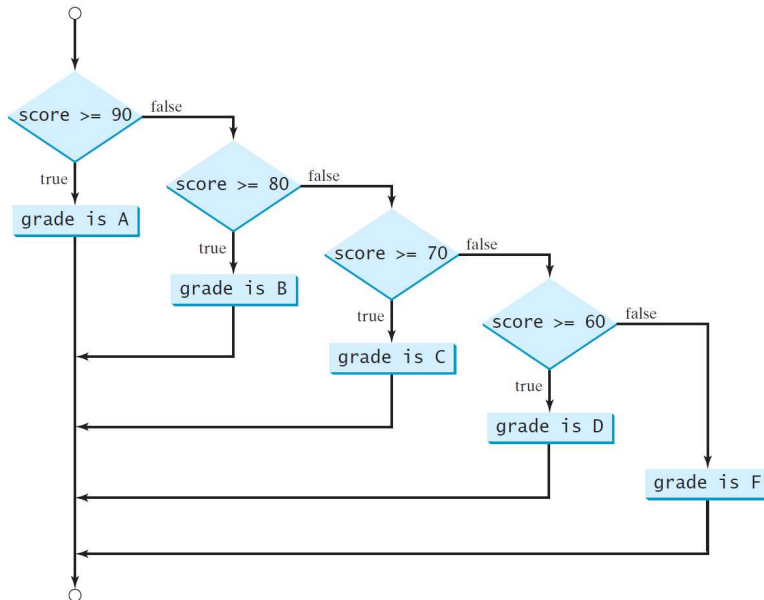 score >= 90
false
true
grade is A
score >= 80
false
true
grade is B
score >= 70
false
true
grade is C
score >= 60
false
true
grade is D
grade is F